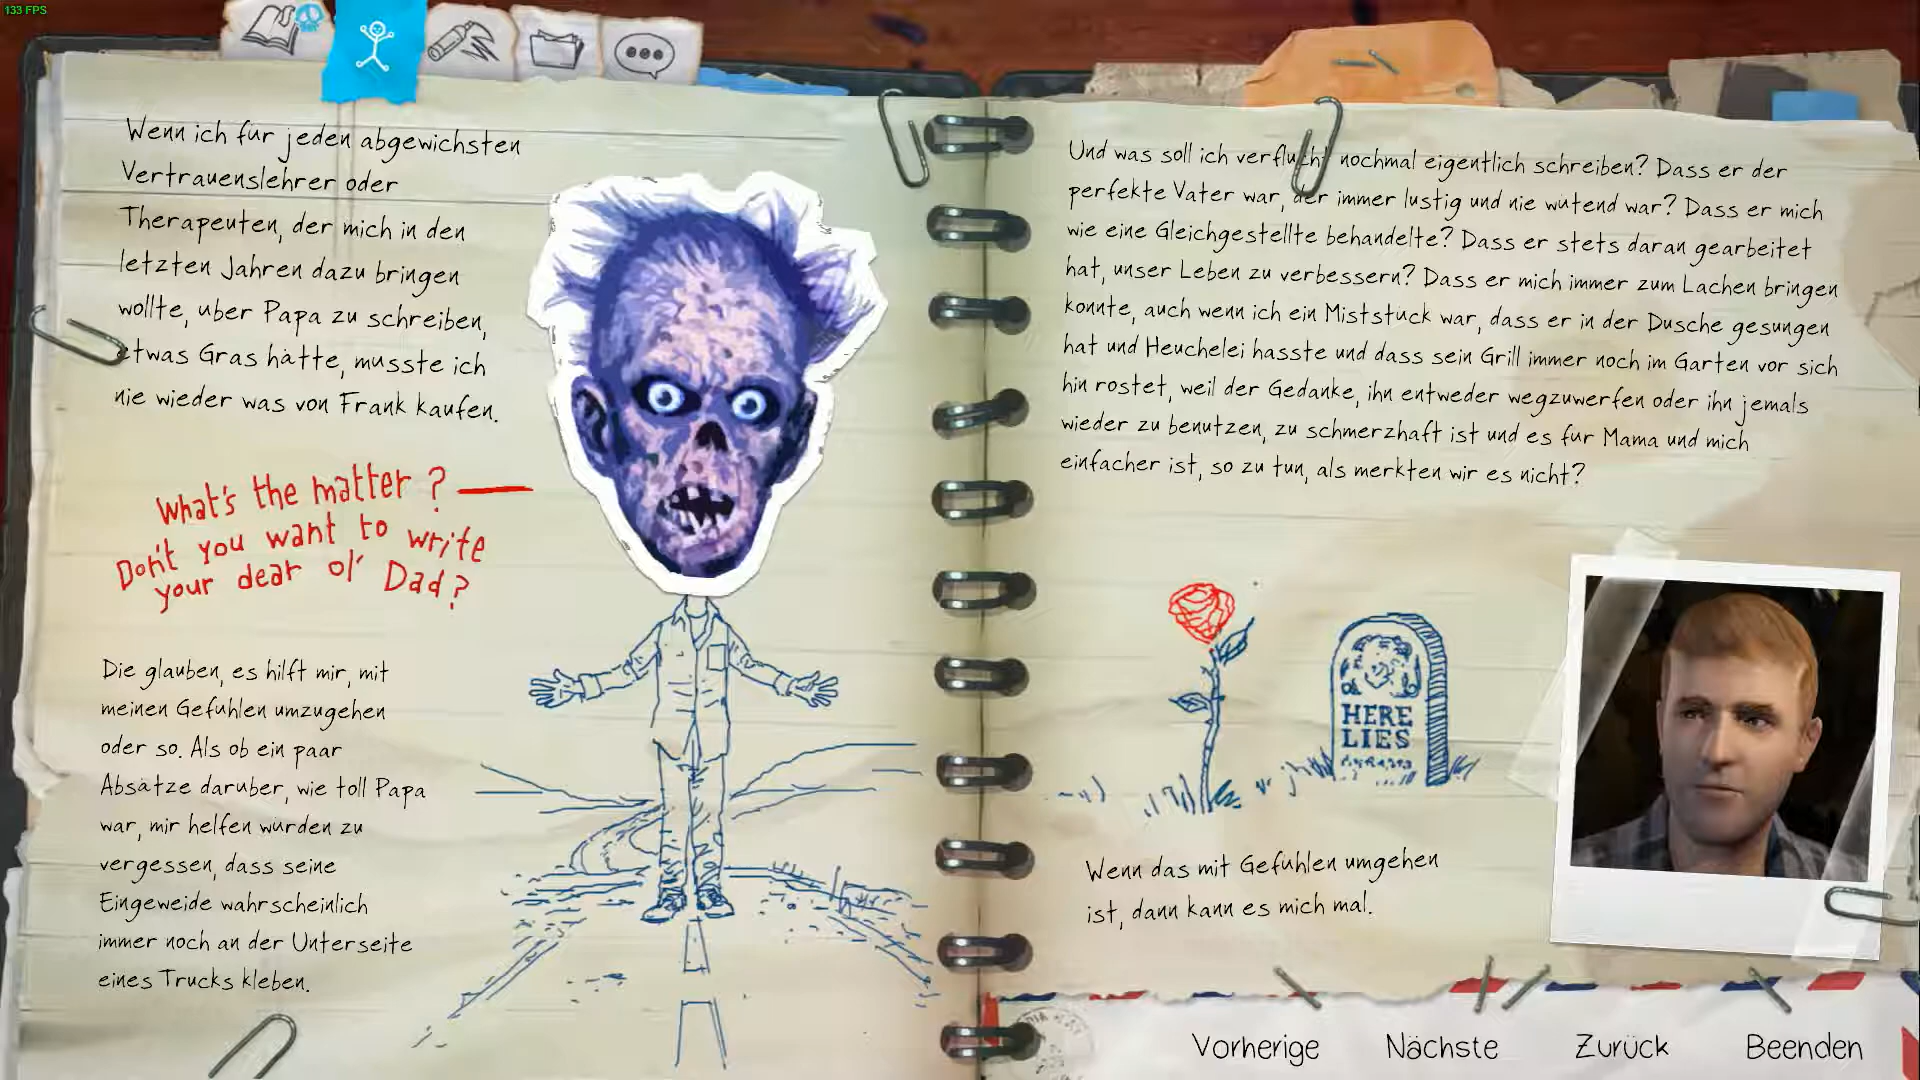 133 FPS
Wenn ich für jeden abgewichsten
Vertrauenslehrer oder
Therapeuten, der mich in den
letzten Jahren dazu bringen
wollte, uber Papa zu schreiben,
etwas Gras hätte, musste ich
nie wieder was von Frank kaufen.
What's the matter?
Don't you want to write
your dear ol' Dad?
Die glauben, es hilft mir, mit
meinen Gefuhlen umzugehen
oder so. Als ob ein paar
Absätze daruber, wie toll Papa
war, mir helfen wurden zu
vergessen, dass seine
Eingeweide wahrscheinlich
immer noch an der Unterseite
eines Trucks kleben.
Und was soll ich verflucht nochmal eigentlich schreiben? Dass er der
perfekte Vater war, der immer lustig und nie wutend war? Dass er mich
wie eine Gleichgestellte behandelte? Dass er stets daran gearbeitet
hat, unser Leben zu verbessern? Dass er mich immer zum Lachen bringen
konnte, auch wenn ich ein Miststuck war, dass er in der Dusche gesungen
hat und Heuchelei hasste und dass sein Grill immer noch im Garten vor sich
hin rostet, weil der Gedanke, ihn entweder wegzuwerfen oder ihn jemals
wieder zu benutzen, zu schmerzhaft ist und es fur Mama und mich
einfacher ist, so zu tun, als merkten wir es nicht?
HERE
LIES
Wenn das mit Gefuhlen umgehen
ist, dann kann es mich mal.
Vorherige Nächste Zurück Beenden